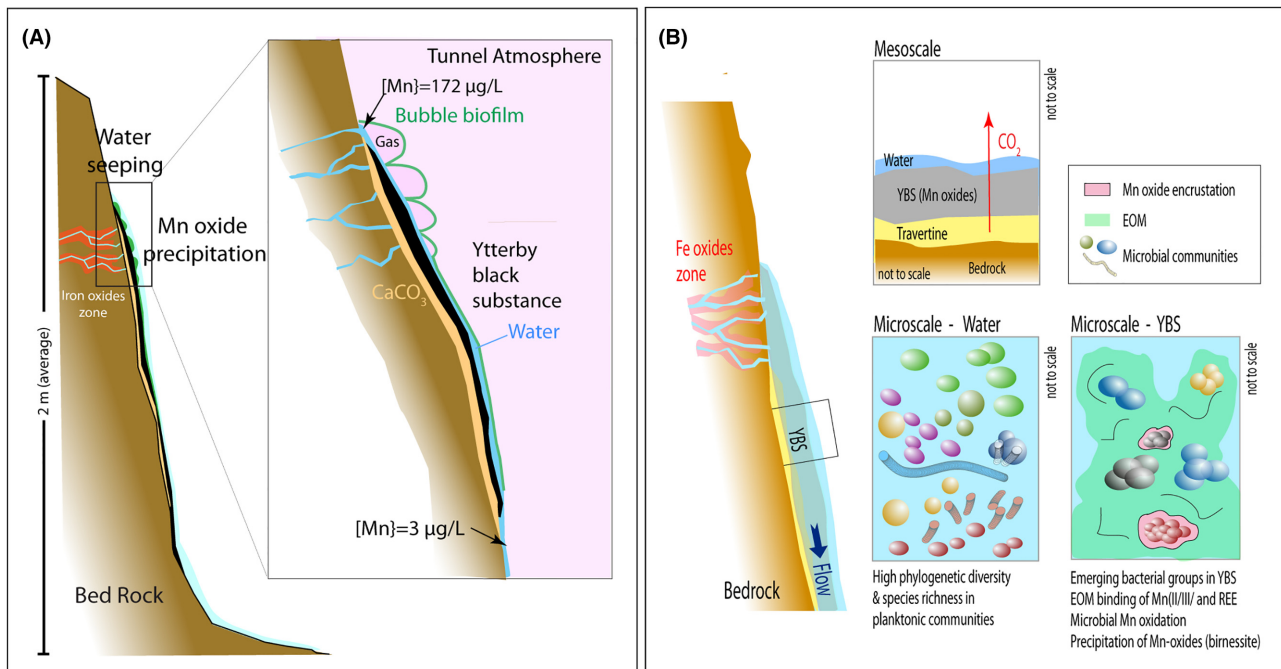 (A)
Tunnel Atmosphere
[Mn}=172 µg/L
Bubble biofilm
Gas
Water
seeping
Mn oxide
precipitation
Iron oxides
zone
2 m (average)
Ytterby
black
substance
CaCO3
Water
[Mn}=3 µg/L
Bed Rock
(B)
Mesoscale
not to scale
CO2
Water
YBS (Mn oxides)
Travertine
not to scale
Bedrock
Mn oxide encrustation
EOM
Microbial communities
Fe oxides
zone
YBS
Flow
Bedrock
Microscale - Water
not to scale
High phylogenetic diversity
& species richness in
planktonic communities
Microscale - YBS
not to scale
Emerging bacterial groups in YBS
EOM binding of Mn(II/III/ and REE
Microbial Mn oxidation
Precipitation of Mn-oxides (birnessite)